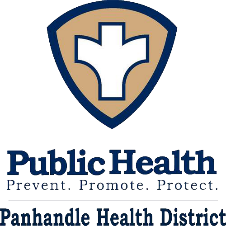 Public Health
Prevent. Promote. Protect.
Panhandle Health District